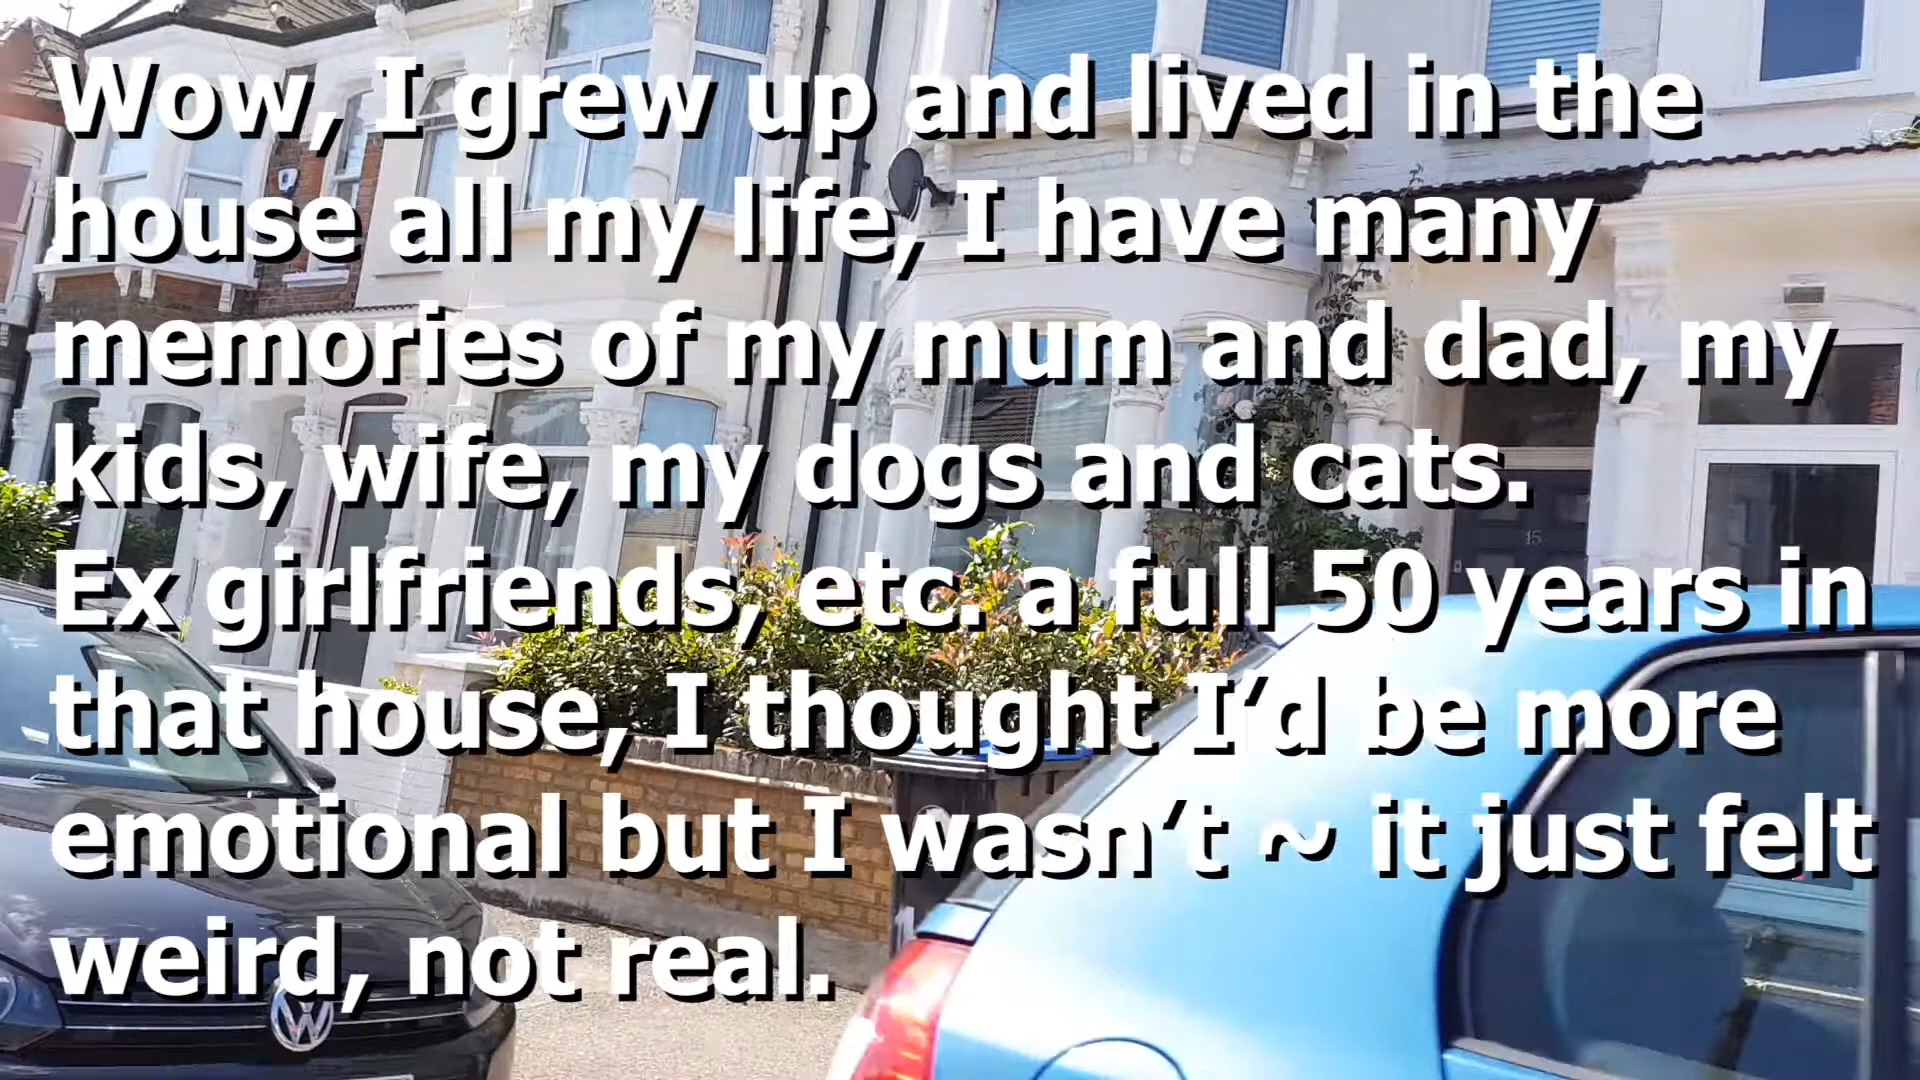 Wow, I grew up and lived in the
house all my life, I have many
memories of my mum and dad, my
kids, wife, my dogs and cats.
Ex girlfriends, etc. a full 50 years in
that house, I thought I'd be more
emotional but I wasn't ~ it just felt
weird, not real.
15